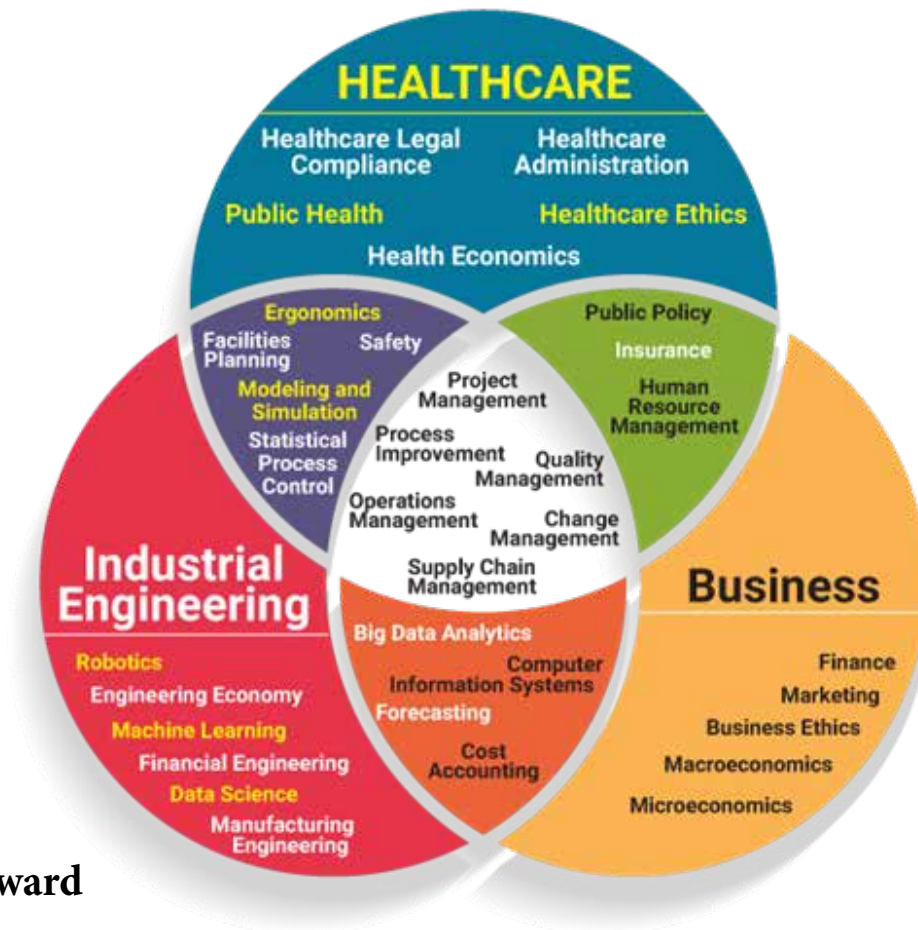 HEALTHCARE
Healthcare Legal
Compliance
Healthcare
Administration
Public Health
Healthcare Ethics
Health Economics
Ergonomics
Facilities
Planning
Safety
Modeling and
Simulation
Statistical
Process
Control
Public Policy
Insurance
Human
Resource
Management
Project
Management
Process
Improvement
Quality
Management
Operations
Management
Change
Management
Supply Chain
Management
Industrial
Engineering
Robotics
Engineering Economy
Machine Learning
Financial Engineering
Data Science
Manufacturing
Engineering
Big Data Analytics
Computer
Information Systems
Forecasting
Cost
Accounting
Business
Finance
Marketing
Business Ethics
Macroeconomics
Microeconomics
ward